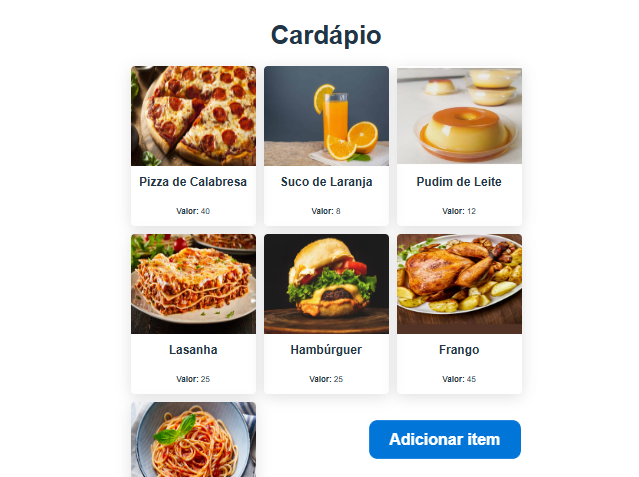 Cardápio
Pizza de Calabresa
Suco de Laranja
Pudim de Leite
Valor: 40
Valor: 8
Valor: 12
Lasanha
Hambúrguer
Frango
Valor: 25
Valor: 25
Valor: 45
Adicionar item